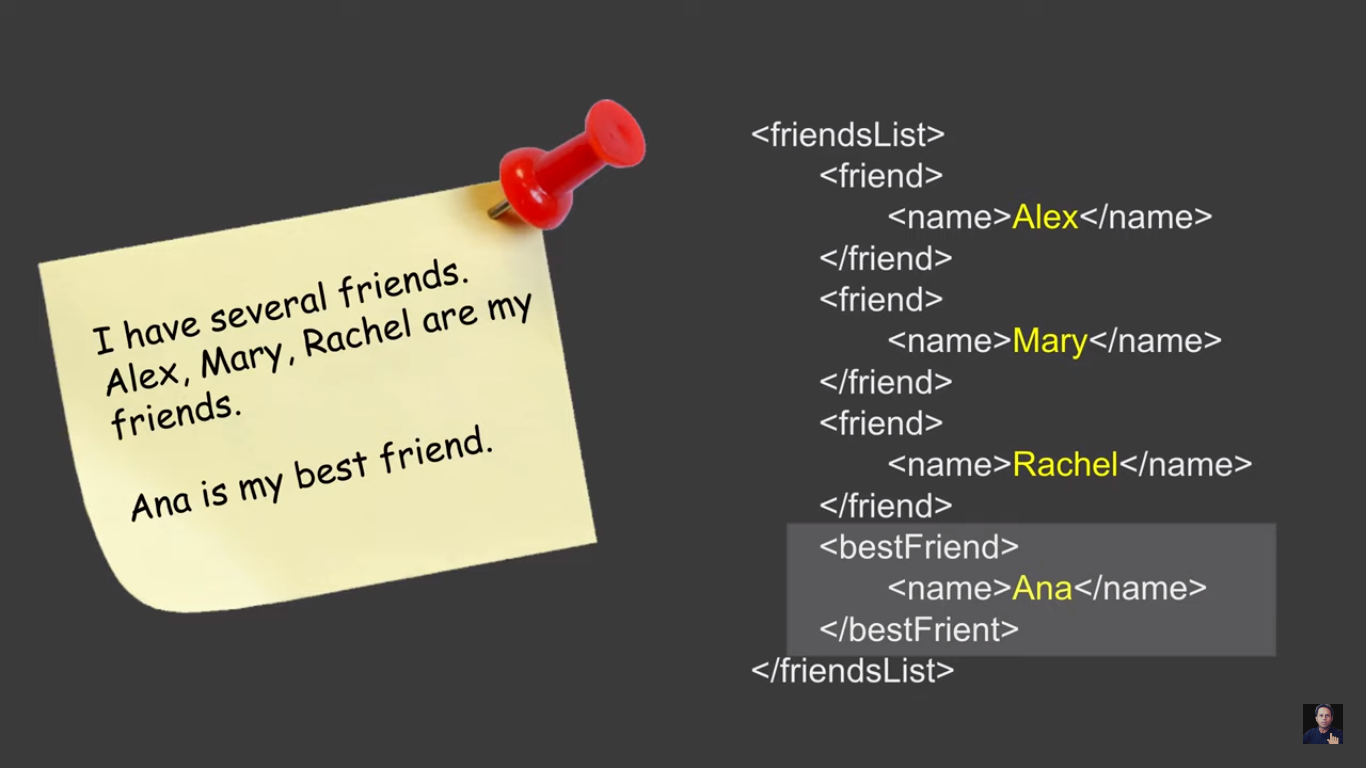 I have several friends.
Alex, Mary, Rachel are my
friends.
Ana is my best friend.
<friendsList>
<friend>
<name>Alex</name>
</friend>
<friend>
<name>Mary</name>
</friend>
<friend>
<name>Rachel</name>
</friend>
<bestFriend>
<name>Ana</name>
</bestFrient>
</friendsList>